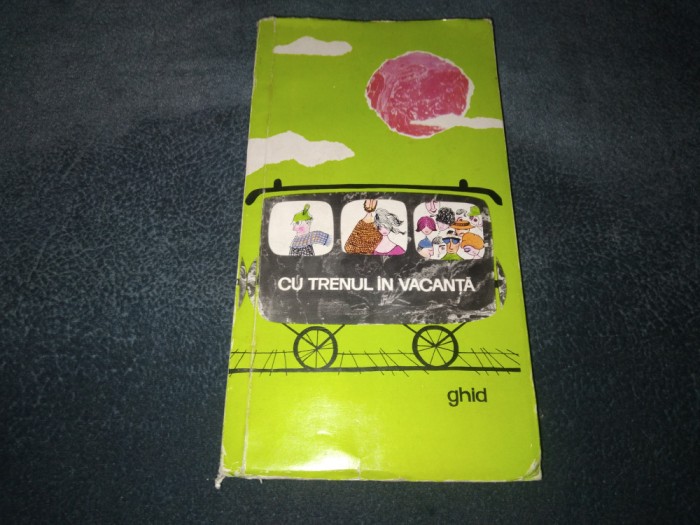 CU TRENUL ÎN VACANȚĂ
ghid